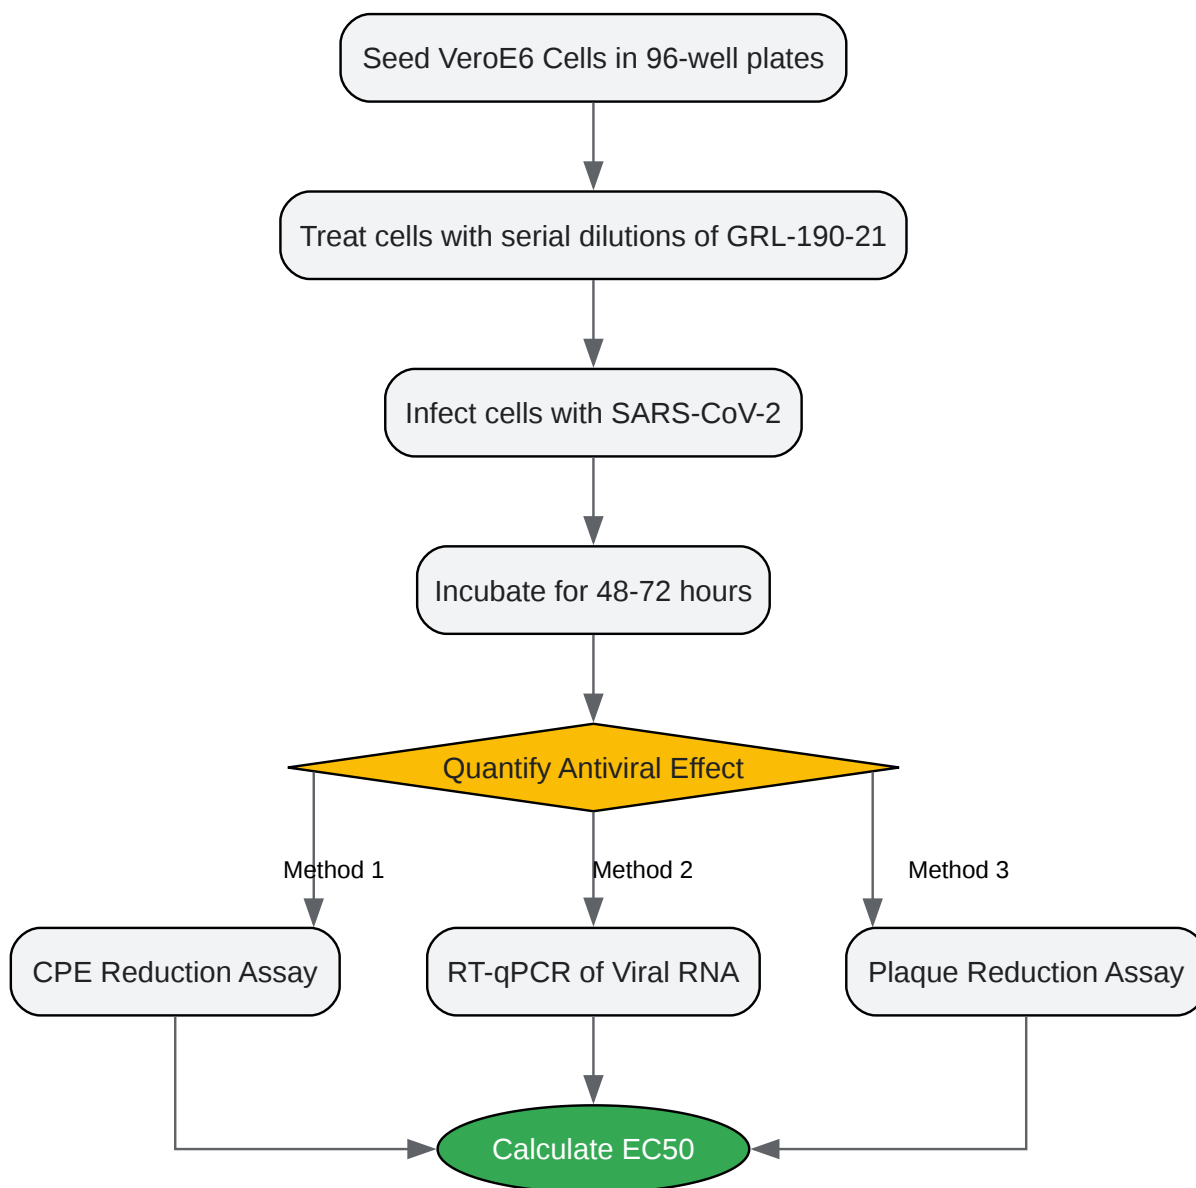 Seed VeroE6 Cells in 96-well plates
Treat cells with serial dilutions of GRL-190-21
Infect cells with SARS-CoV-2
Incubate for 48-72 hours
Quantify Antiviral Effect
Method 1
Method 2
Method 3
CPE Reduction Assay
RT-qPCR of Viral RNA
Plaque Reduction Assay
Calculate EC50